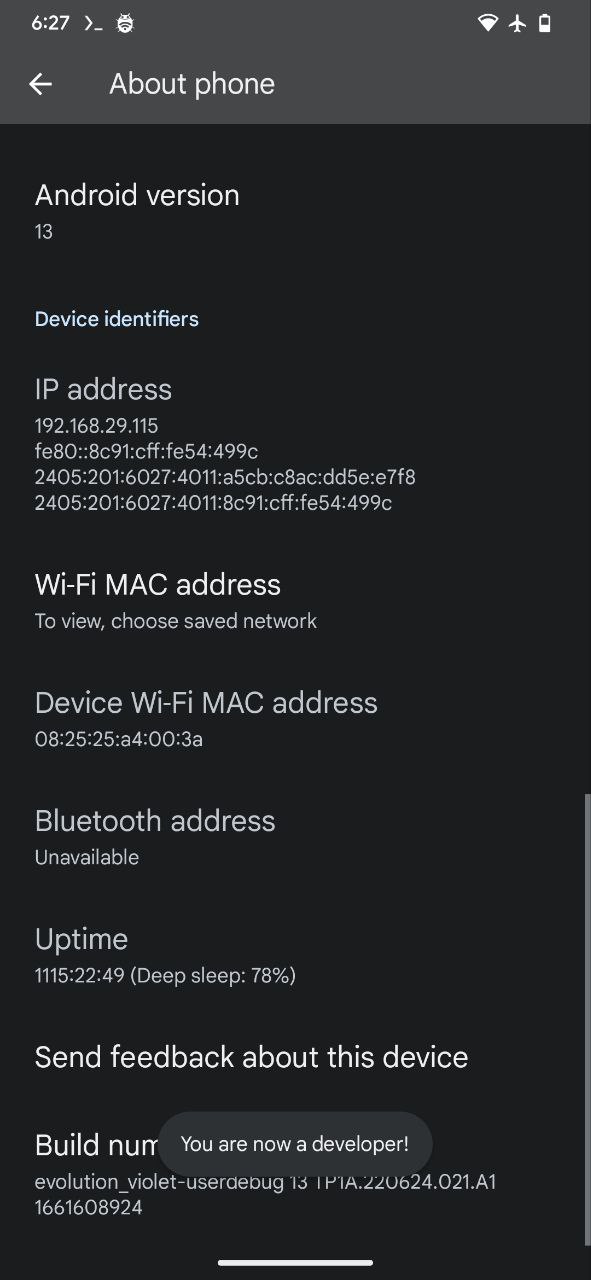 6:27
About phone
Android version
13
Device identifiers
IP address
192.168.29.115
fe80::8c91:cff:fe54:499c
2405:201:6027:4011:a5cb:c8ac:dd5e:e7f8
2405:201:6027:4011:8c91:cff:fe54:499c
Wi-Fi MAC address
To view, choose saved network
Device Wi-Fi MAC address
08:25:25:a4:00:3a
Bluetooth address
Unavailable
Uptime
1115:22:49 (Deep sleep: 78%)
Send feedback about this device
Build num
You are now a developer!
evolution_violet-userdebug 13 TP1A.220624.021.A1
1661608924